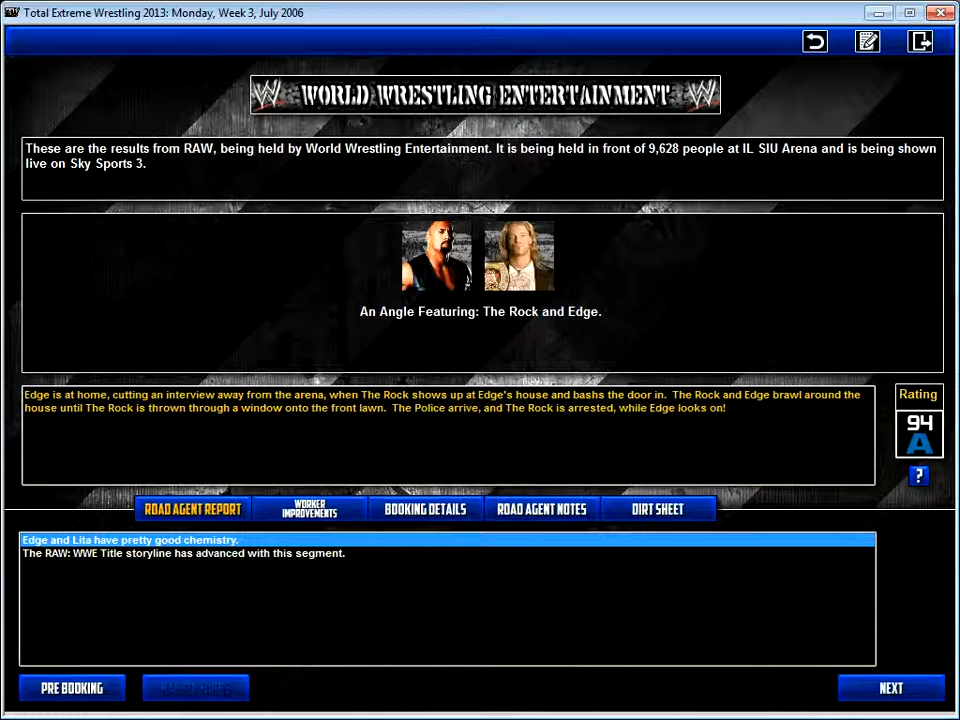 Total Extreme Wrestling 2013: Monday, Week 3, July 2006
WORLD WRESTLING ENTERTAINMENT
These are the results from RAW, being held by World Wrestling Entertainment. It is being held in front of 9,628 people at IL SIU Arena and is being shown
live on Sky Sports 3.
An Angle Featuring: The Rock and Edge.
Edge is at home, cutting an interview away from the arena, when The Rock shows up at Edge's house and bashs the door in. The Rock and Edge brawl around the
house until The Rock is thrown through a window onto the front lawn. The Police arrive, and The Rock is arrested, while Edge looks on!
Rating
94
A
?
ROAD AGENT REPORT
WORKER
IMPROVEMENTS
BOOKING DETAILS
ROAD AGENT NOTES
DIRT SHEET
Edge and Lita have pretty good chemistry.
The RAW: WWE Title storyline has advanced with this segment.
PRE BOOKING
NEXT